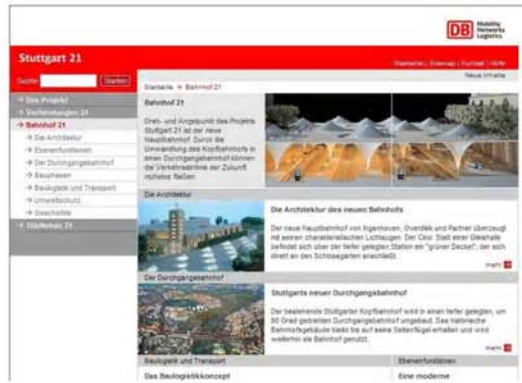 DB
Mobility
Networks
Logistics
Stuttgart 21
Startseite | Sitemap | Kontakt | Hilfe
Suche
Starten
Neue Inhalte
→ Das Projekt
→ Verbindungen 21
→ Bahnhof 21
→ Die Architektur
→ Ebenenfunktionen
→ Der Durchgangsbahnhof
→ Bauphasen
→ Baulogistik und Transport
→ Umweltschutz
→ Geschichte
→ Städtebau 21
Startseite → Bahnhof 21
Bahnhof 21
Dreh- und Angelpunkt des Projekts
Stuttgart 21 ist der neue
Hauptbahnhof. Durch die
Umwandlung des Kopfbahnhofs in
einen Durchgangsbahnhof können
die Verkehrsströme der Zukunft
mühelos fließen.
Die Architektur
Die Architektur des neuen Bahnhofs
Der neue Hauptbahnhof von Ingenhoven, Overdiek und Partner überzeugt
mit seinen charakteristischen Lichtaugen. Der Clou: Statt einer Gleishalle
befindet sich über der tiefer gelegten Station ein "grüner Deckel", der sich
direkt an den Schlossgarten anschließt.
mehr
Der Durchgangsbahnhof
Stuttgarts neuer Durchgangsbahnhof
Der bestehende Stuttgarter Kopfbahnhof wird in einen tiefer gelegten, um
90 Grad gedrehten Durchgangsbahnhof umgebaut. Das historische
Bahnhofsgebäude bleibt bis auf seine Seitenflügel erhalten und wird
weiterhin als Bahnhof genutzt.
mehr
Baulogistik und Transport
Ebenenfunktionen
Das Baulogistikkonzept
Eine moderne